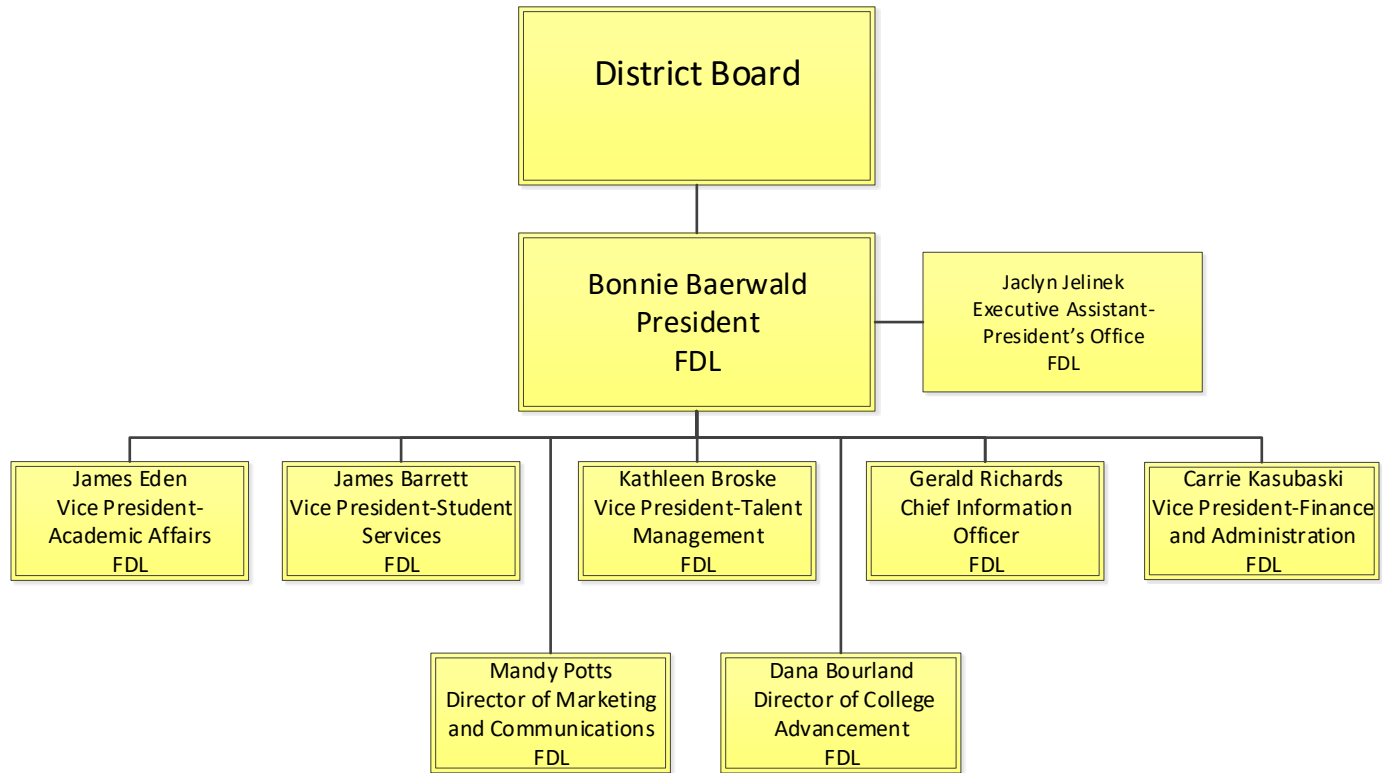 District Board
Bonnie Baerwald
President
FDL
Jaclyn Jelinek
Executive Assistant-
President’s Office
FDL
James Eden
Vice President-
Academic Affairs
FDL
James Barrett
Vice President-Student
Services
FDL
Kathleen Broske
Vice President-Talent
Management
FDL
Gerald Richards
Chief Information
Officer
FDL
Carrie Kasubaski
Vice President-Finance
and Administration
FDL
Mandy Potts
Director of Marketing
and Communications
FDL
Dana Bourland
Director of College
Advancement
FDL